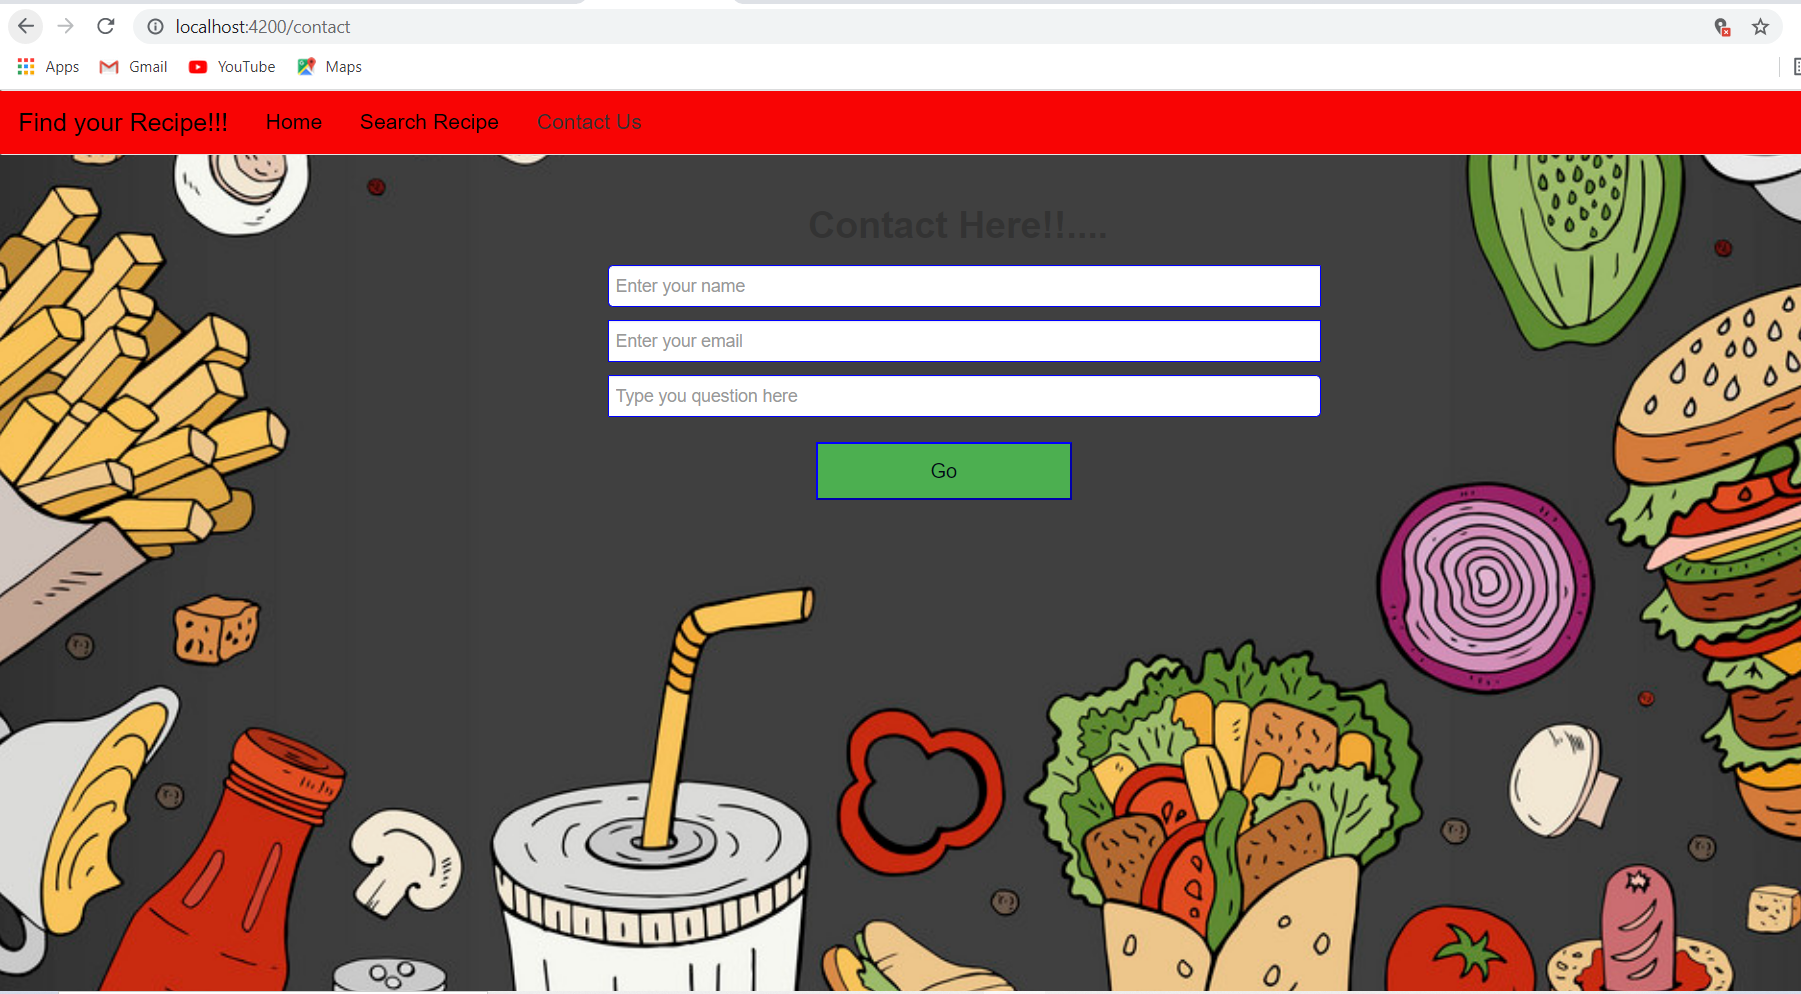 localhost:4200/contact
Apps Gmail YouTube Maps
Find your Recipe!!! Home Search Recipe Contact Us
Contact Here!!....
Enter your name
Enter your email
Type you question here
Go